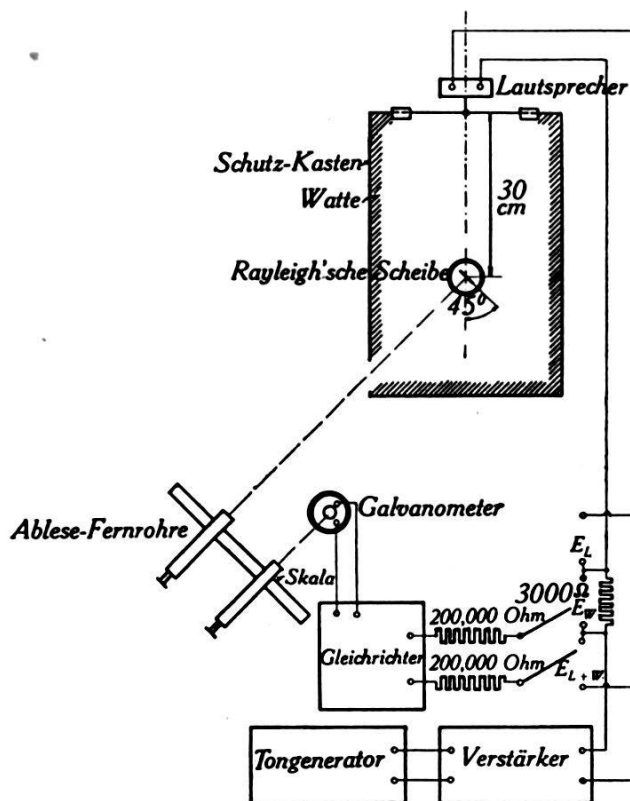 Lautsprecher
Schutz-Kasten
Watte
30
cm
Rayleigh'sche Scheibe
45°
Ablese-Fernrohre
Galvanometer
Skala
E_L
3000 Ω
E_W
200,000 Ohm
Gleichrichter
200,000 Ohm
E_L+W.
Tongenerator
Verstärker